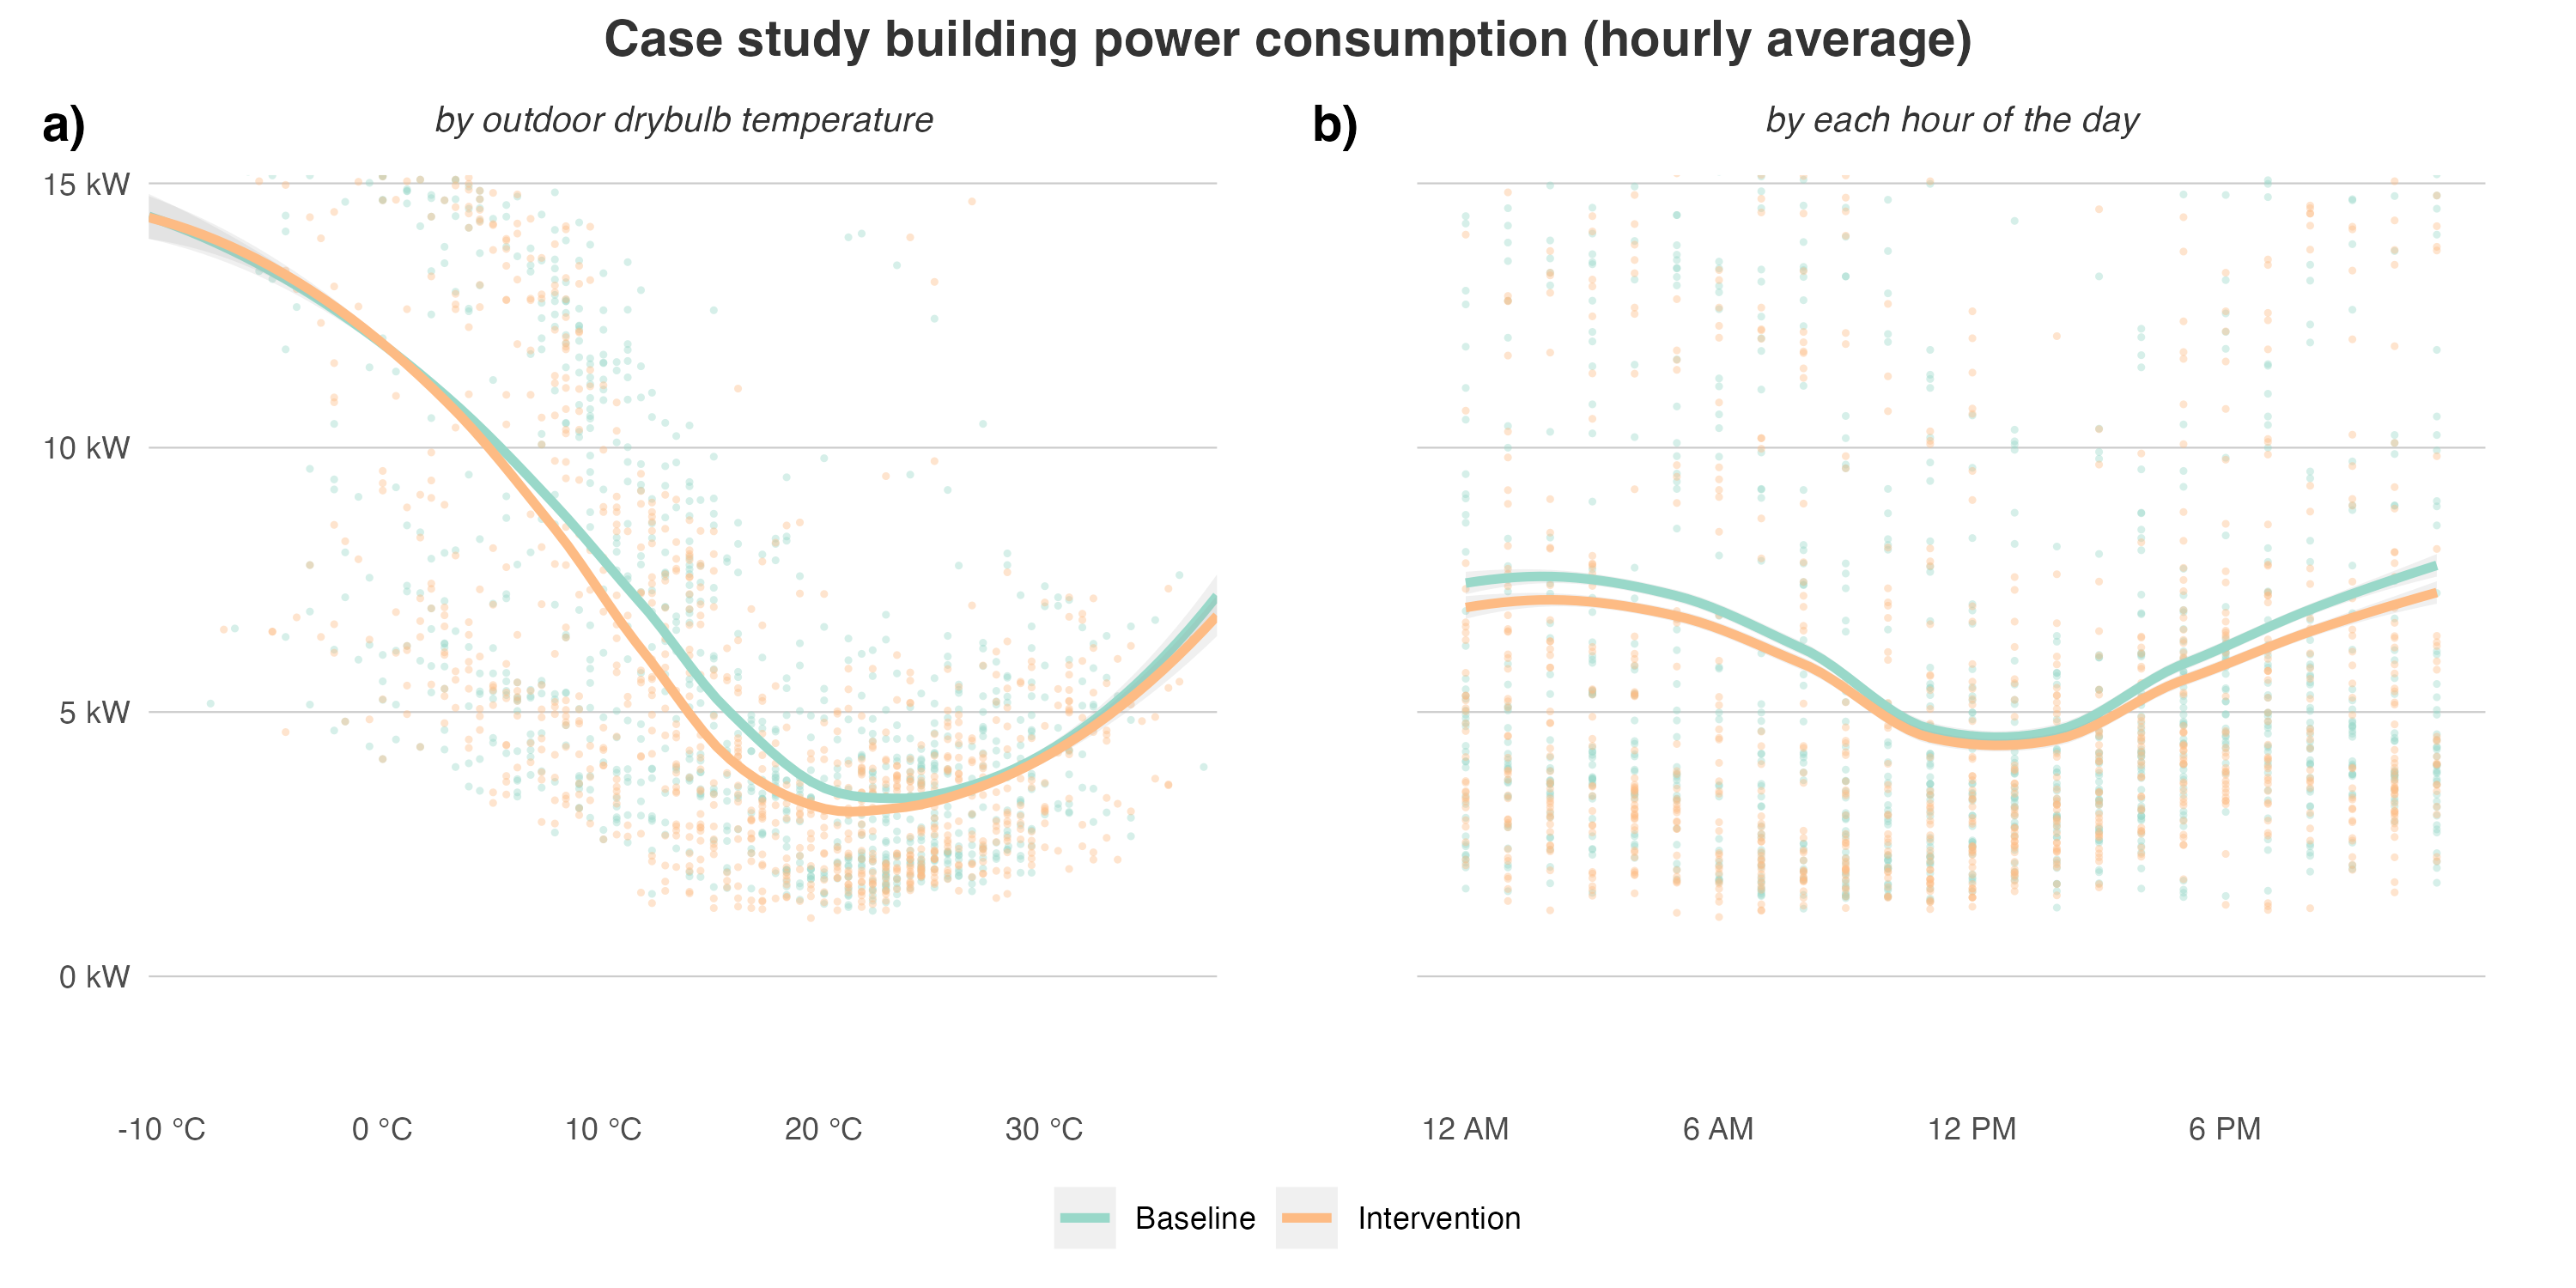 Case study building power consumption (hourly average)
a)
by outdoor drybulb temperature
15 kW
10 kW
5 kW
0 kW
-10 °C 0 °C 10 °C 20 °C 30 °C
b)
by each hour of the day
12 AM 6 AM 12 PM 6 PM
Baseline Intervention